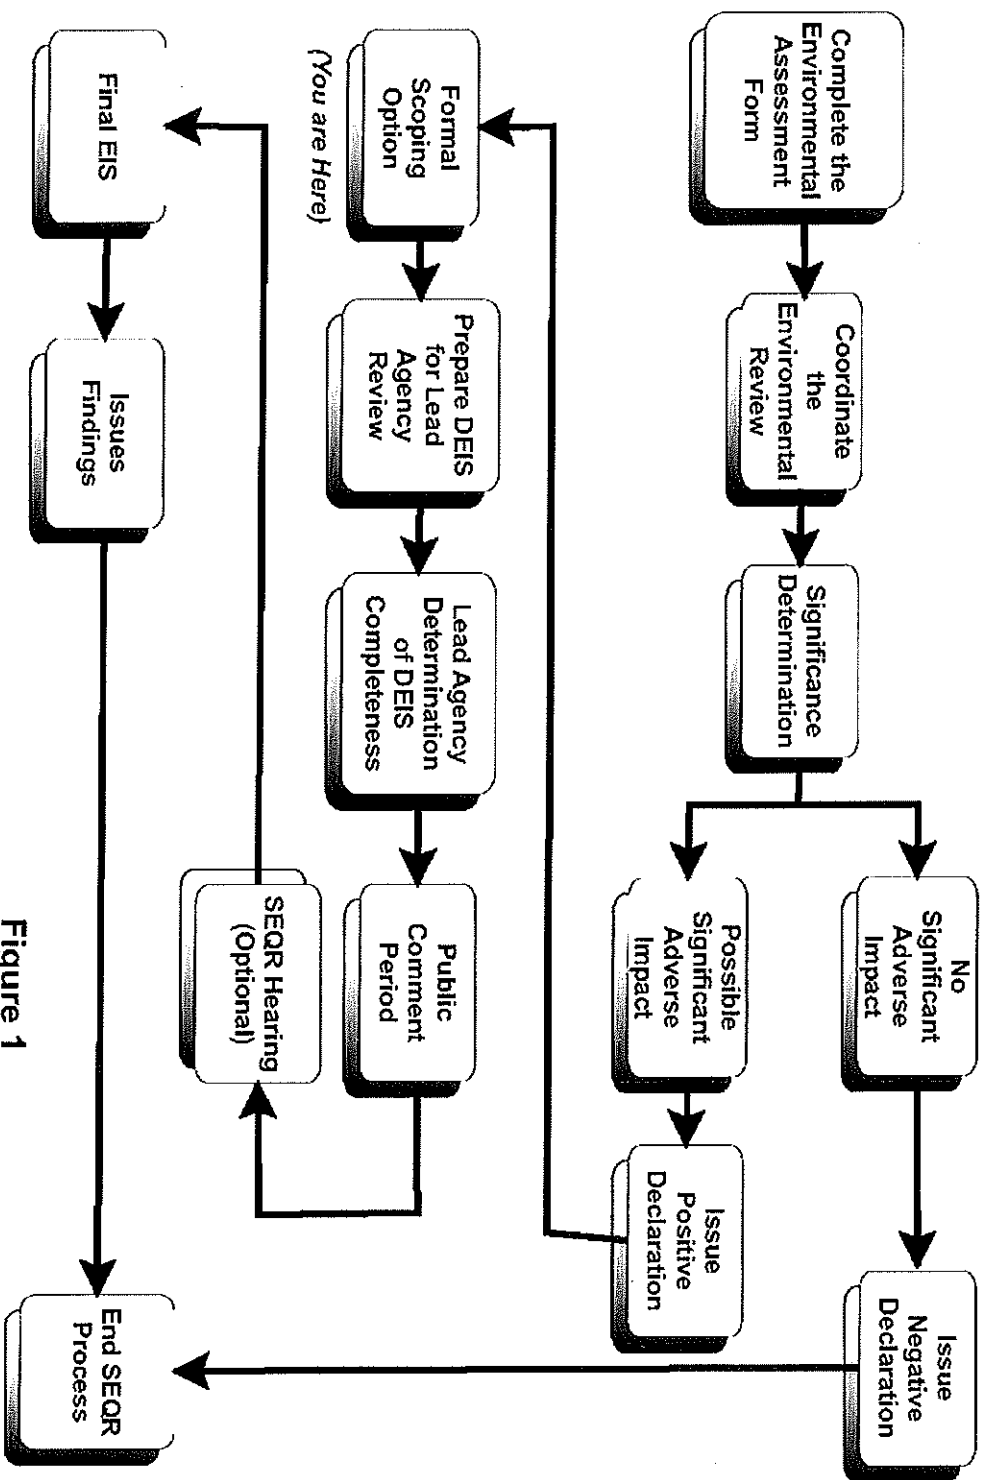 Complete the
Environmental
Assessment
Form
Coordinate
the
Environmental
Review
Significance
Determination
No
Significant
Adverse
Impact
Issue
Negative
Declaration
Possible
Significant
Adverse
Impact
Issue
Positive
Declaration
Formal
Scoping
Option
(You are Here)
Prepare DEIS
for Lead
Agency
Review
Lead Agency
Determination
of DEIS
Completeness
Public
Comment
Period
SEQR Hearing
(Optional)
Final EIS
Issues
Findings
End SEQR
Process
Figure 1